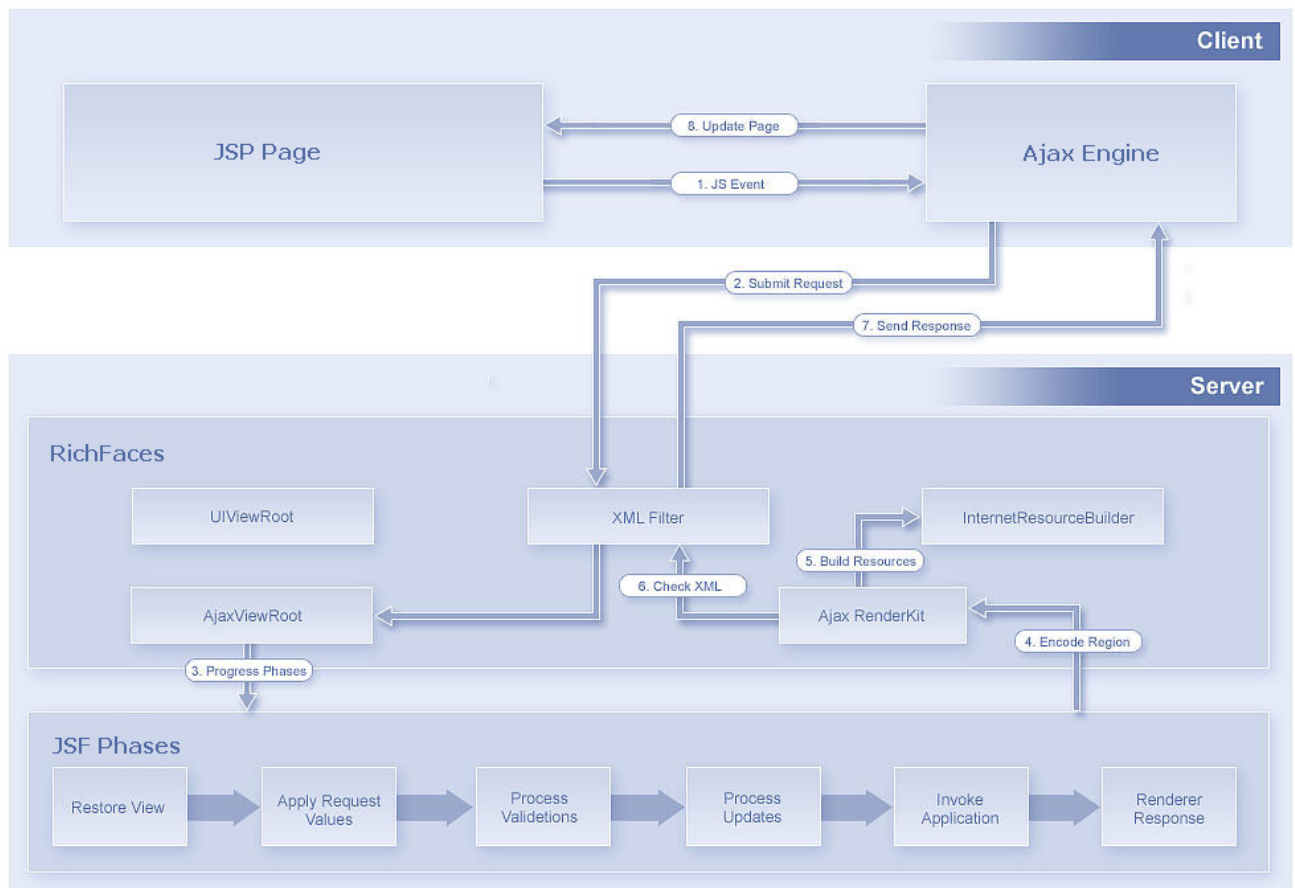 Client
JSP Page
8. Update Page
Ajax Engine
1. JS Event
2. Submit Request
7. Send Response
Server
RichFaces
UIViewRoot
XML Filter
InternetResourceBuilder
5. Build Resources
6. Check XML
AjaxViewRoot
Ajax RenderKit
4. Encode Region
3. Progress Phases
JSF Phases
Restore View
Apply Request
Values
Process
Validetions
Process
Updates
Invoke
Application
Renderer
Response